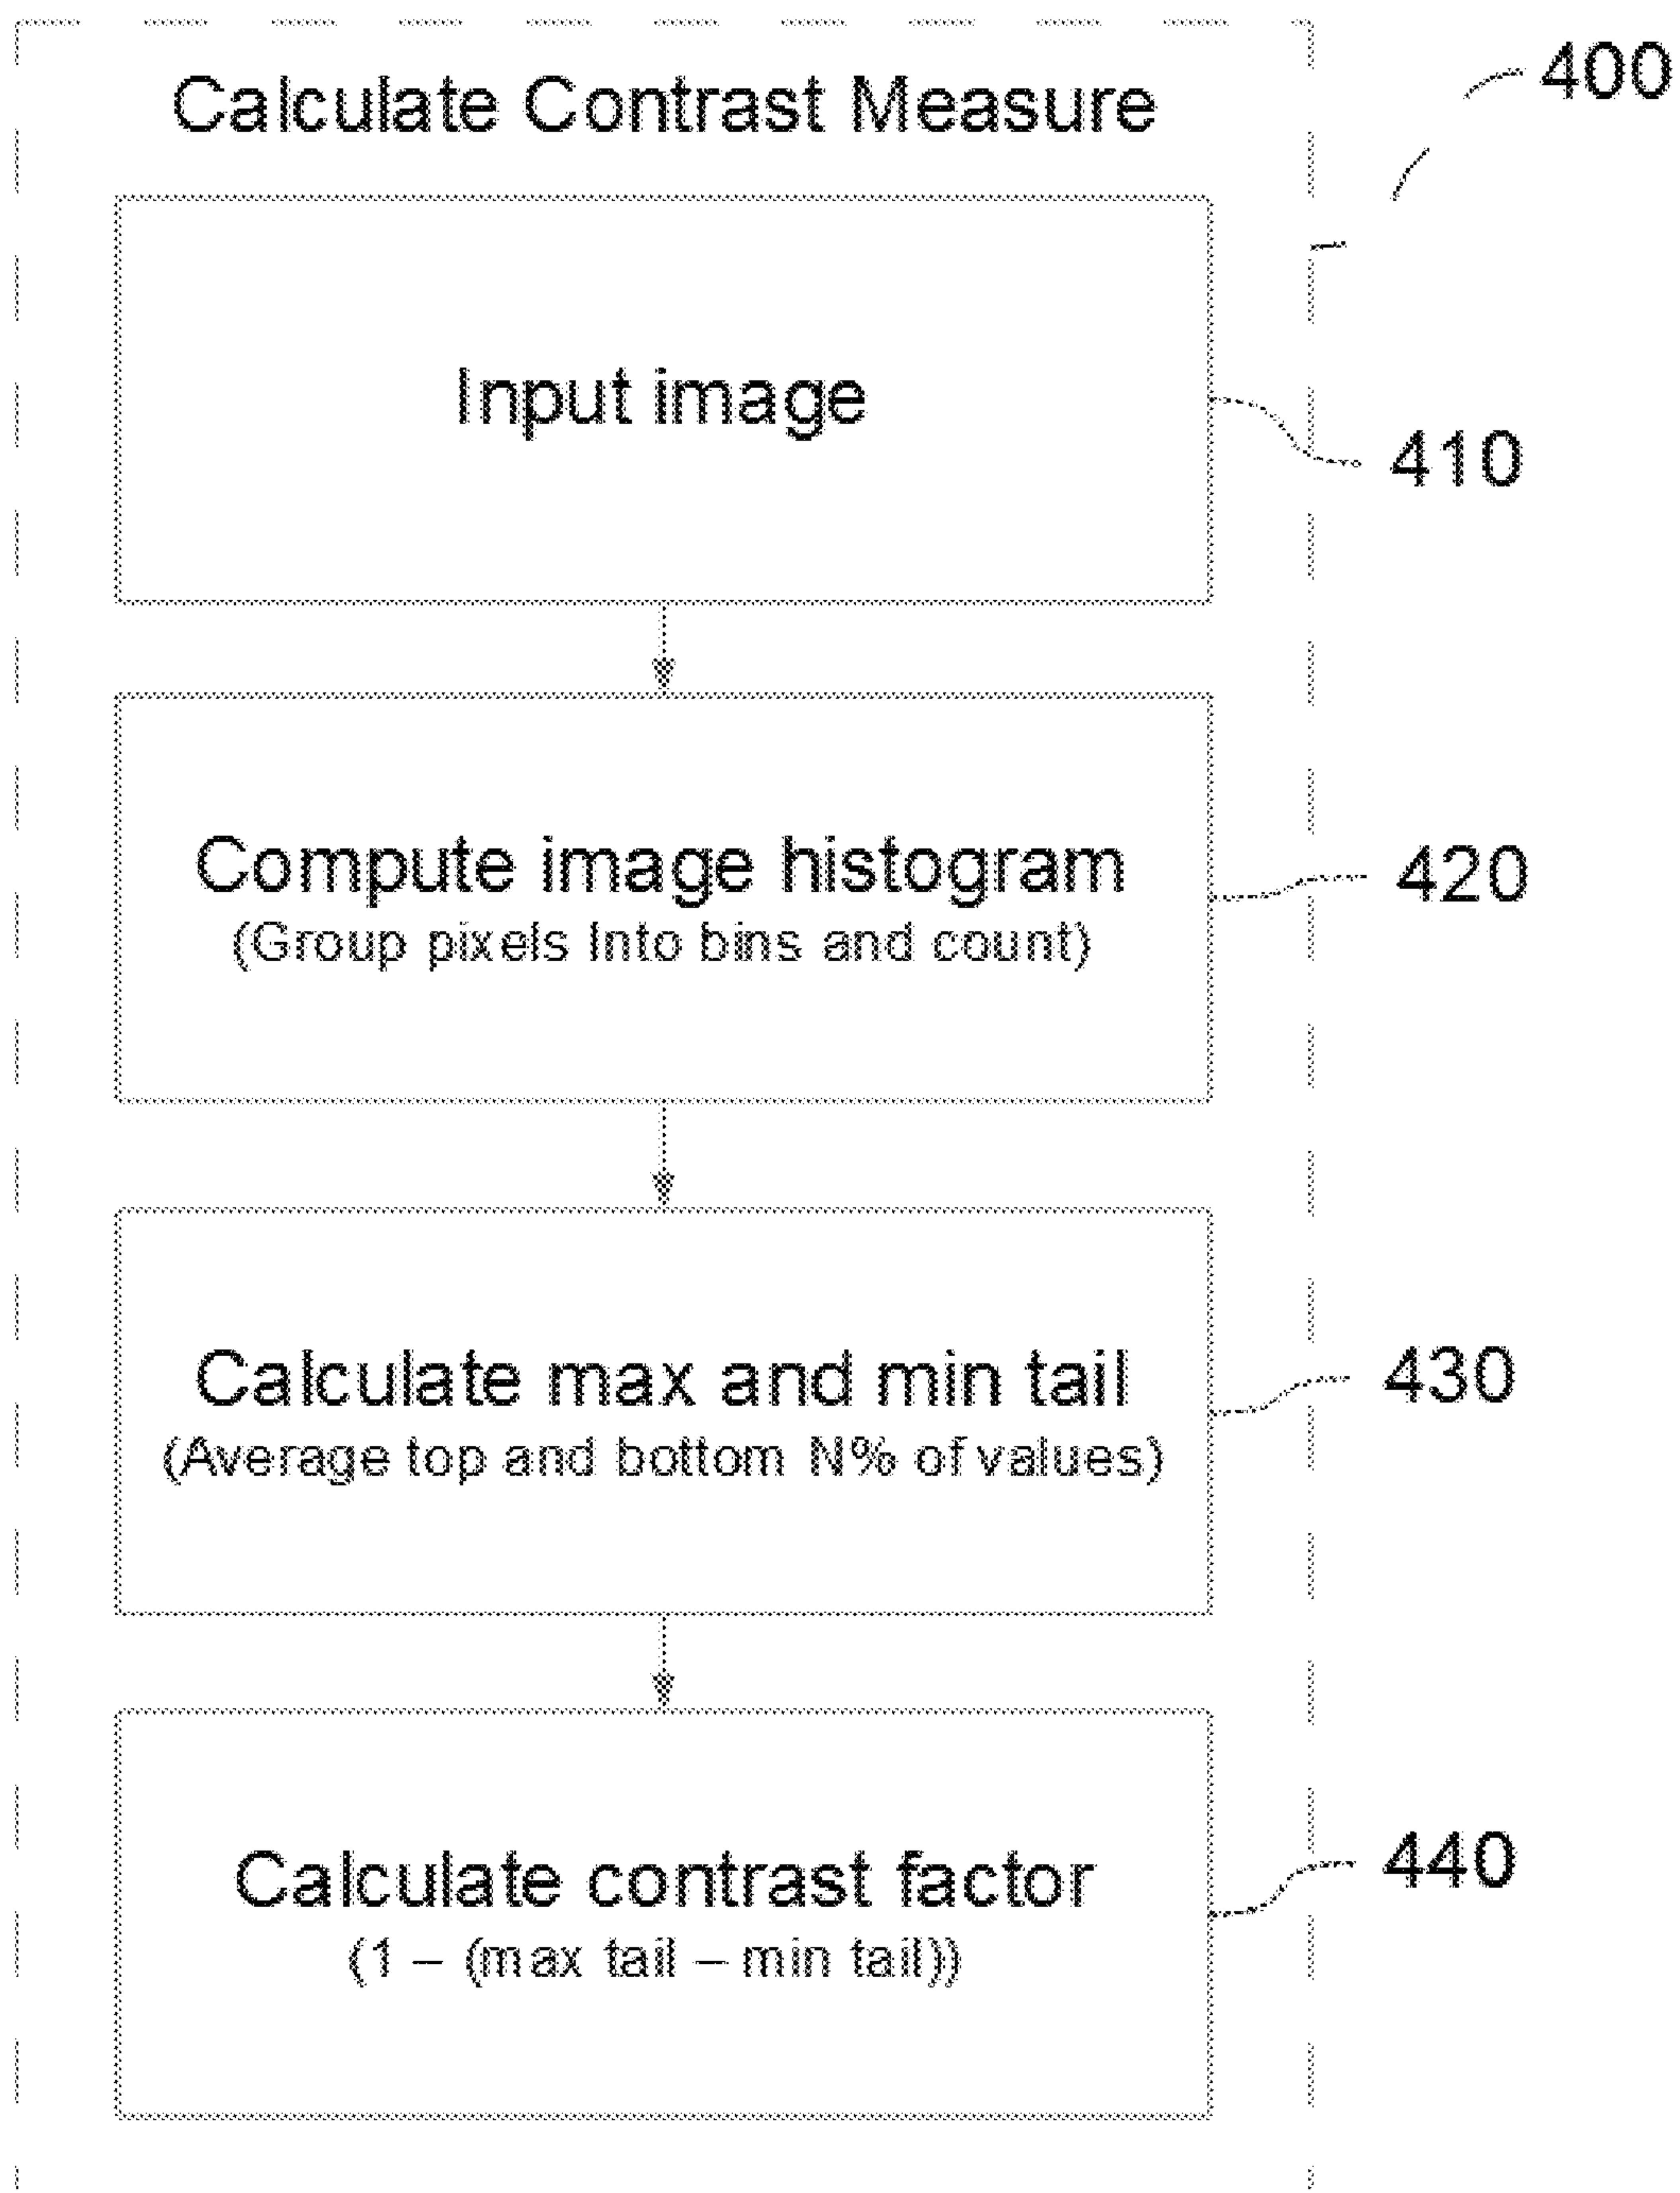 400
Calculate Contrast Measure
Input image
410
Compute image histogram
(Group pixels Into bins and count)
420
Calculate max and min tail
(Average top and bottom N% of values)
430
Calculate contrast factor
(1 – (max tail – min tail))
440